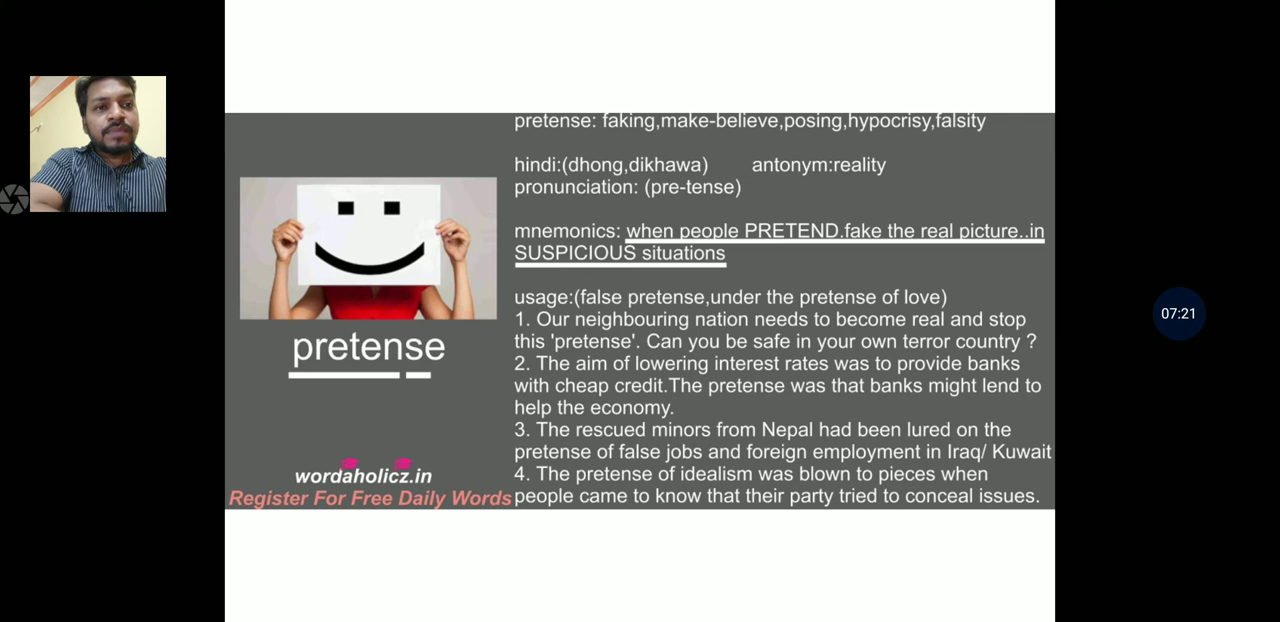 pretense: faking,make-believe,posing,hypocrisy,falsity
hindi:(dhong,dikhawa) antonym:reality
pronunciation: (pre-tense)
mnemonics: when people PRETEND.fake the real picture..in
SUSPICIOUS situations
usage:(false pretense,under the pretense of love)
1. Our neighbouring nation needs to become real and stop
this 'pretense'. Can you be safe in your own terror country ?
2. The aim of lowering interest rates was to provide banks
with cheap credit.The pretense was that banks might lend to
help the economy.
3. The rescued minors from Nepal had been lured on the
pretense of false jobs and foreign employment in Iraq/ Kuwait
4. The pretense of idealism was blown to pieces when
people came to know that their party tried to conceal issues.
pretense
wordaholicz.in
Register For Free Daily Words
07:21